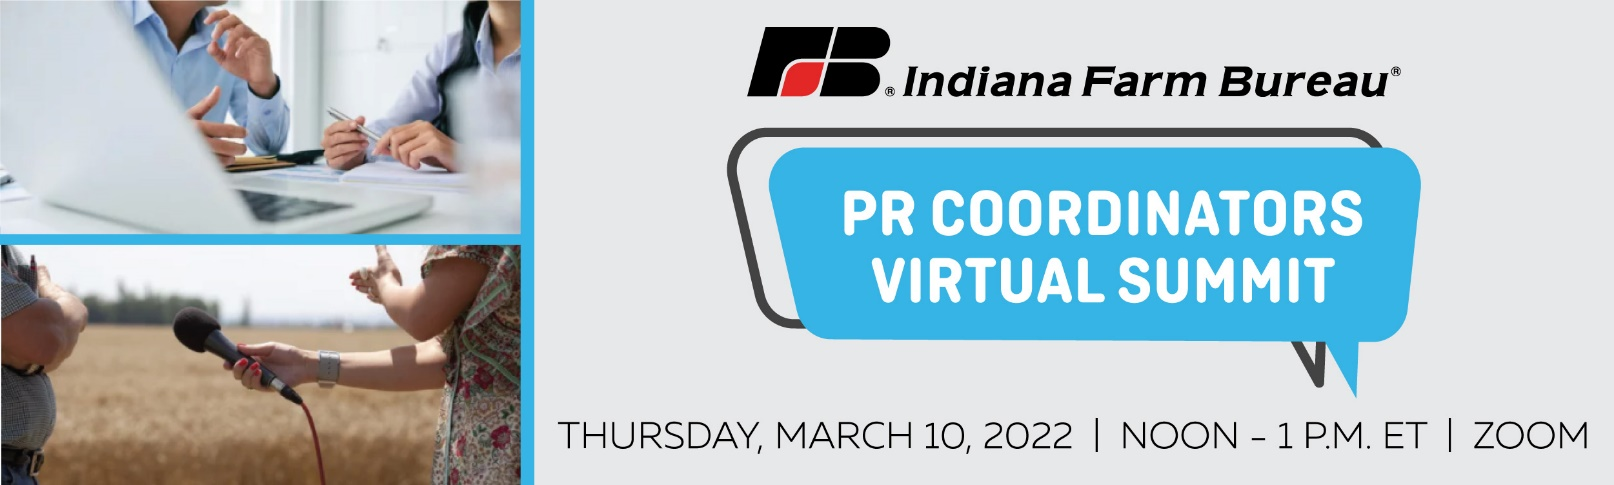 FB® Indiana Farm Bureau®
PR COORDINATORS
VIRTUAL SUMMIT
THURSDAY, MARCH 10, 2022 | NOON - 1 P.M. ET | ZOOM